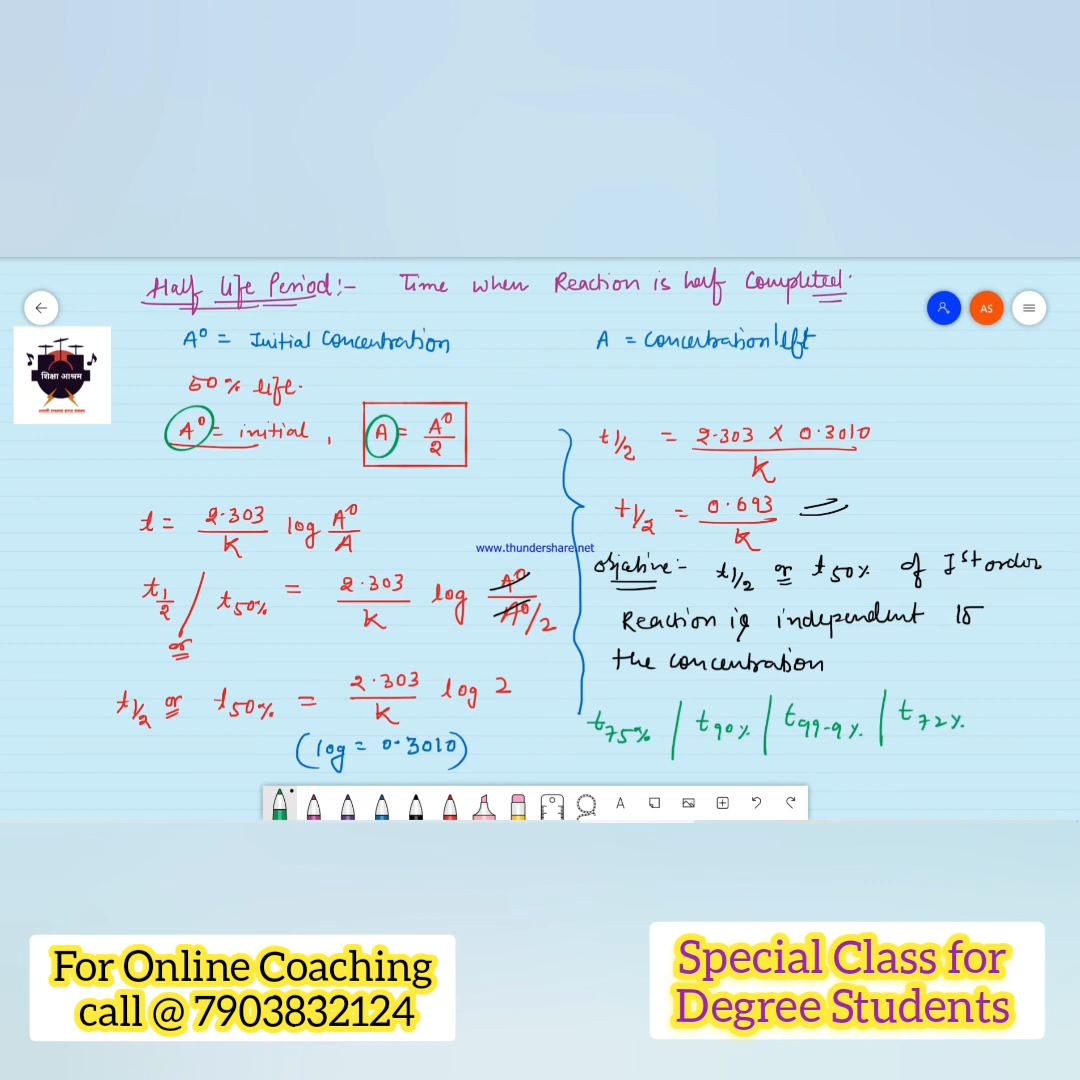 Half life Period:- Time when Reaction is half Completed.
A° = Initial Concentration
A = concentration left
AS
शिक्षा आश्रम
50% life.
A° = initial , A = A°/2
t = 2.303/K log A°/A
t1/2 / t50% = 2.303/K log A°/A°/2
or
t1/2 or t50% = 2.303/K log 2
(log = 0.3010)
t1/2 = 2.303 X 0.3010/K
t1/2 = 0.693/K
www.thundershare.net
objective:- t1/2 or t50% of Ist order
Reaction is independent to
the concentration
t75% / t90% / t99.9% / t72%
A
For Online Coaching
call @ 7903832124
Special Class for
Degree Students